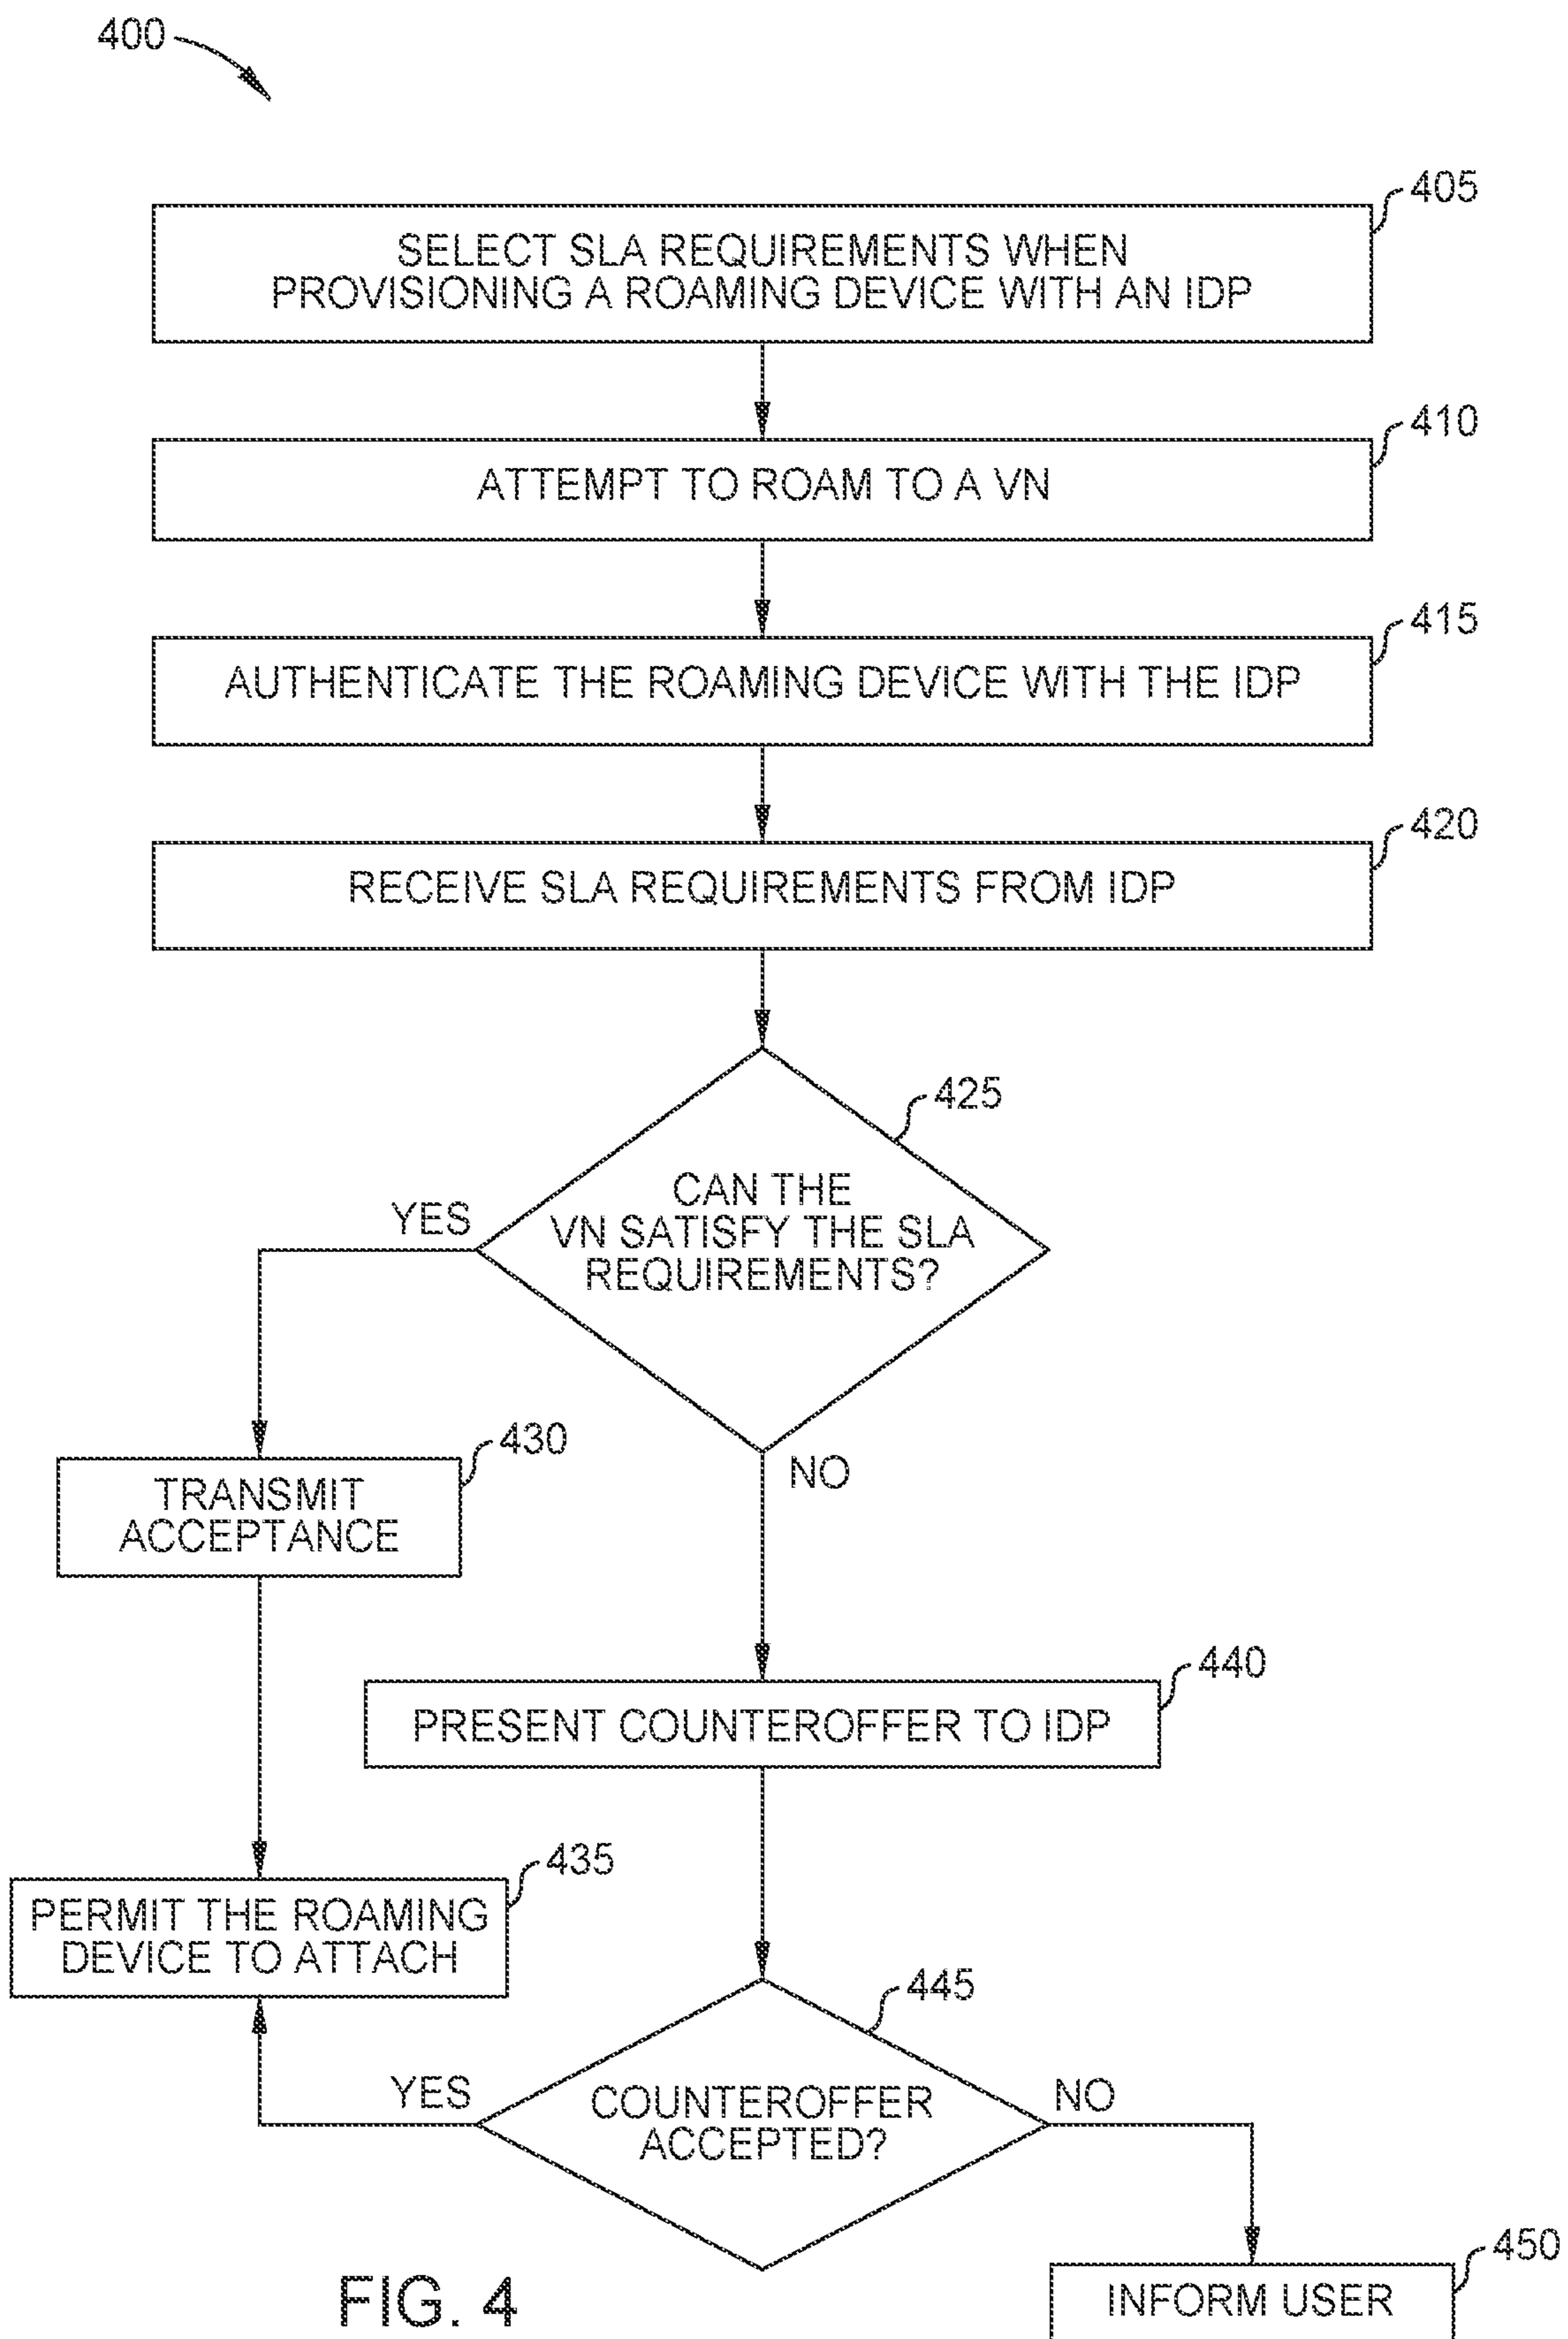 400
405
SELECT SLA REQUIREMENTS WHEN
PROVISIONING A ROAMING DEVICE WITH AN IDP
410
ATTEMPT TO ROAM TO A VN
415
AUTHENTICATE THE ROAMING DEVICE WITH THE IDP
420
RECEIVE SLA REQUIREMENTS FROM IDP
425
CAN THE
VN SATISFY THE SLA
REQUIREMENTS?
YES
NO
430
TRANSMIT
ACCEPTANCE
440
PRESENT COUNTEROFFER TO IDP
435
PERMIT THE ROAMING
DEVICE TO ATTACH
445
COUNTEROFFER
ACCEPTED?
YES
NO
450
INFORM USER
FIG. 4